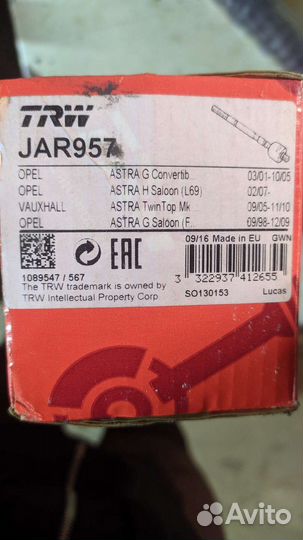 TRW
JAR957
OPEL ASTRA G Convertib. 03/01-10/05
OPEL ASTRA H Saloon (L69) 02/07-
VAUXHALL ASTRA TwinTop Mk 09/05-11/10
OPEL ASTRA G Saloon (F 09/98-12/09
09/16 Made in EU GWN
EAC
1089547 / 567
The TRW trademark is owned by
TRW Intellectual Property Corp
3 322937 412655
SO130153 Lucas
Avito